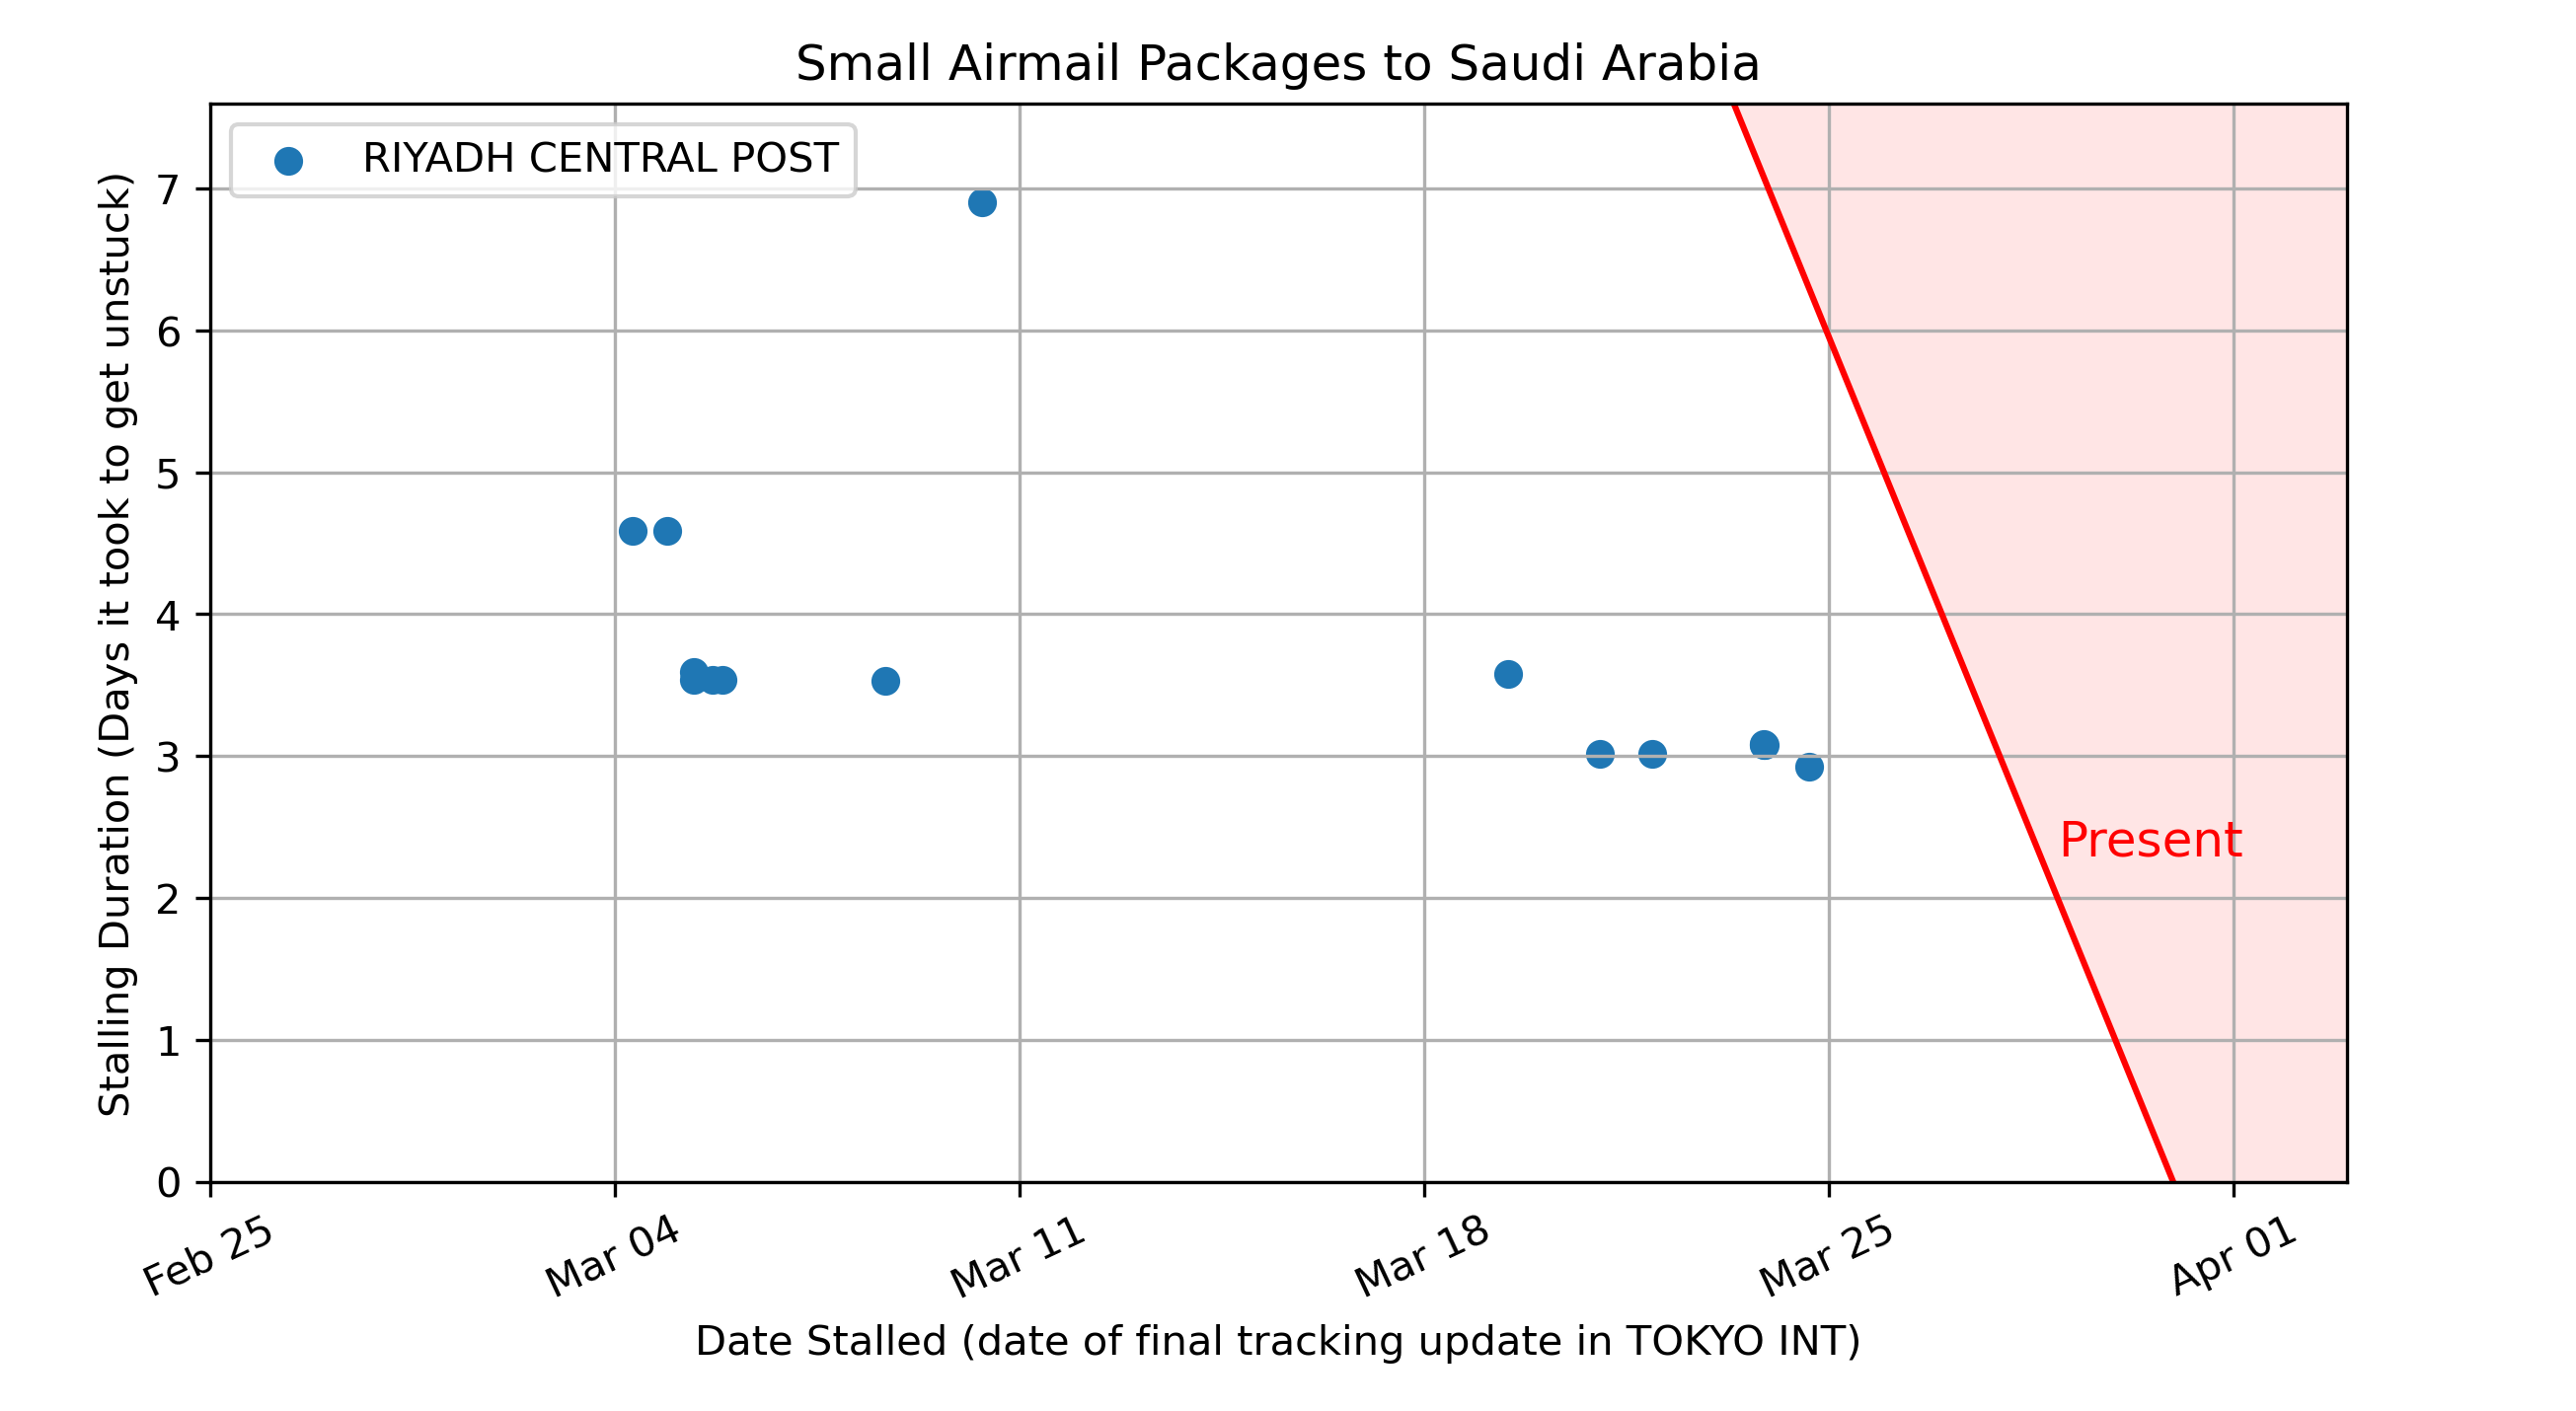 Small Airmail Packages to Saudi Arabia
RIYADH CENTRAL POST
Stalling Duration (Days it took to get unstuck)
7
6
5
4
3
2
1
0
Present
Feb 25
Mar 04
Mar 11
Mar 18
Mar 25
Apr 01
Date Stalled (date of final tracking update in TOKYO INT)